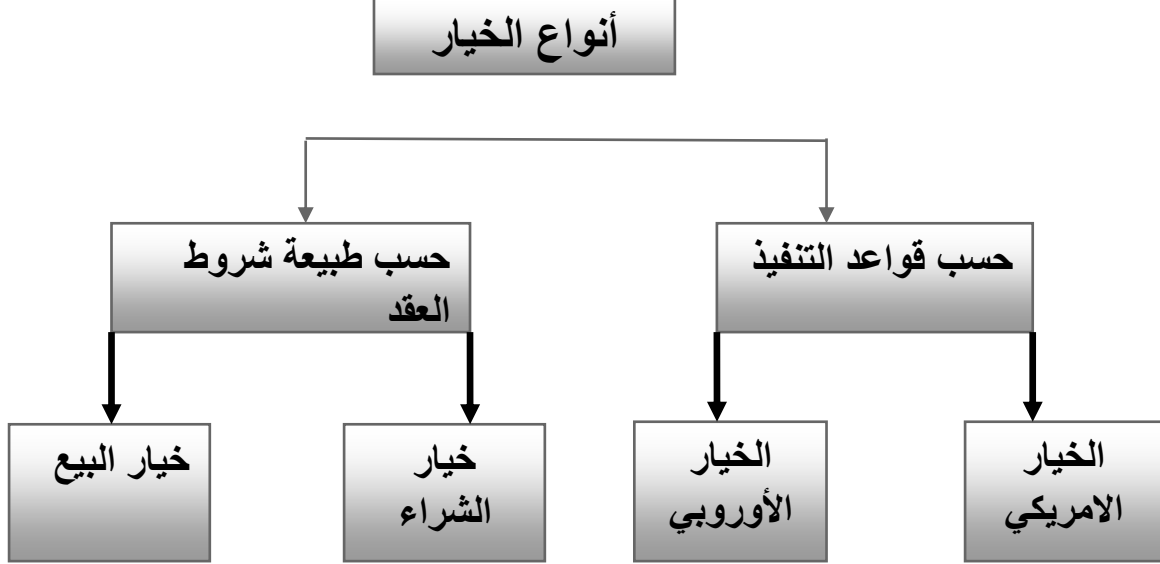 أنواع الخيار
حسب قواعد التنفيذ
حسب طبيعة شروط
العقد
الخيار
الامريكي
الخيار
الأوروبي
خيار
الشراء
خيار البيع